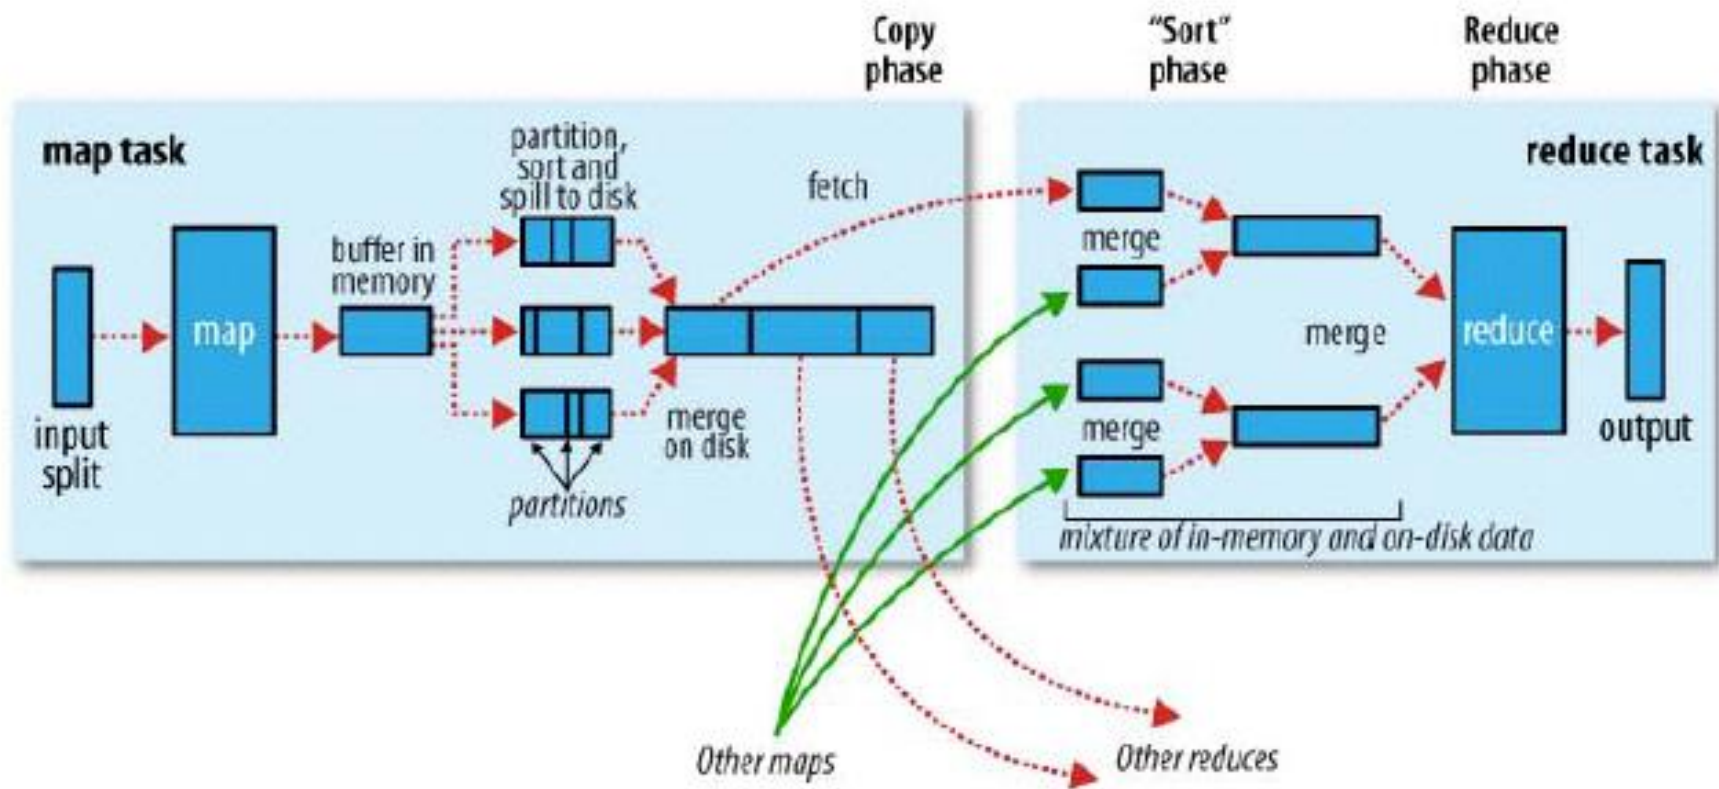 Copy
phase
“Sort”
phase
Reduce
phase
map task
partition,
sort and
spill to disk
fetch
buffer in
memory
map
input
split
merge
on disk
partitions
reduce task
merge
merge
merge
reduce
output
mixture of in-memory and on-disk data
Other maps
Other reduces